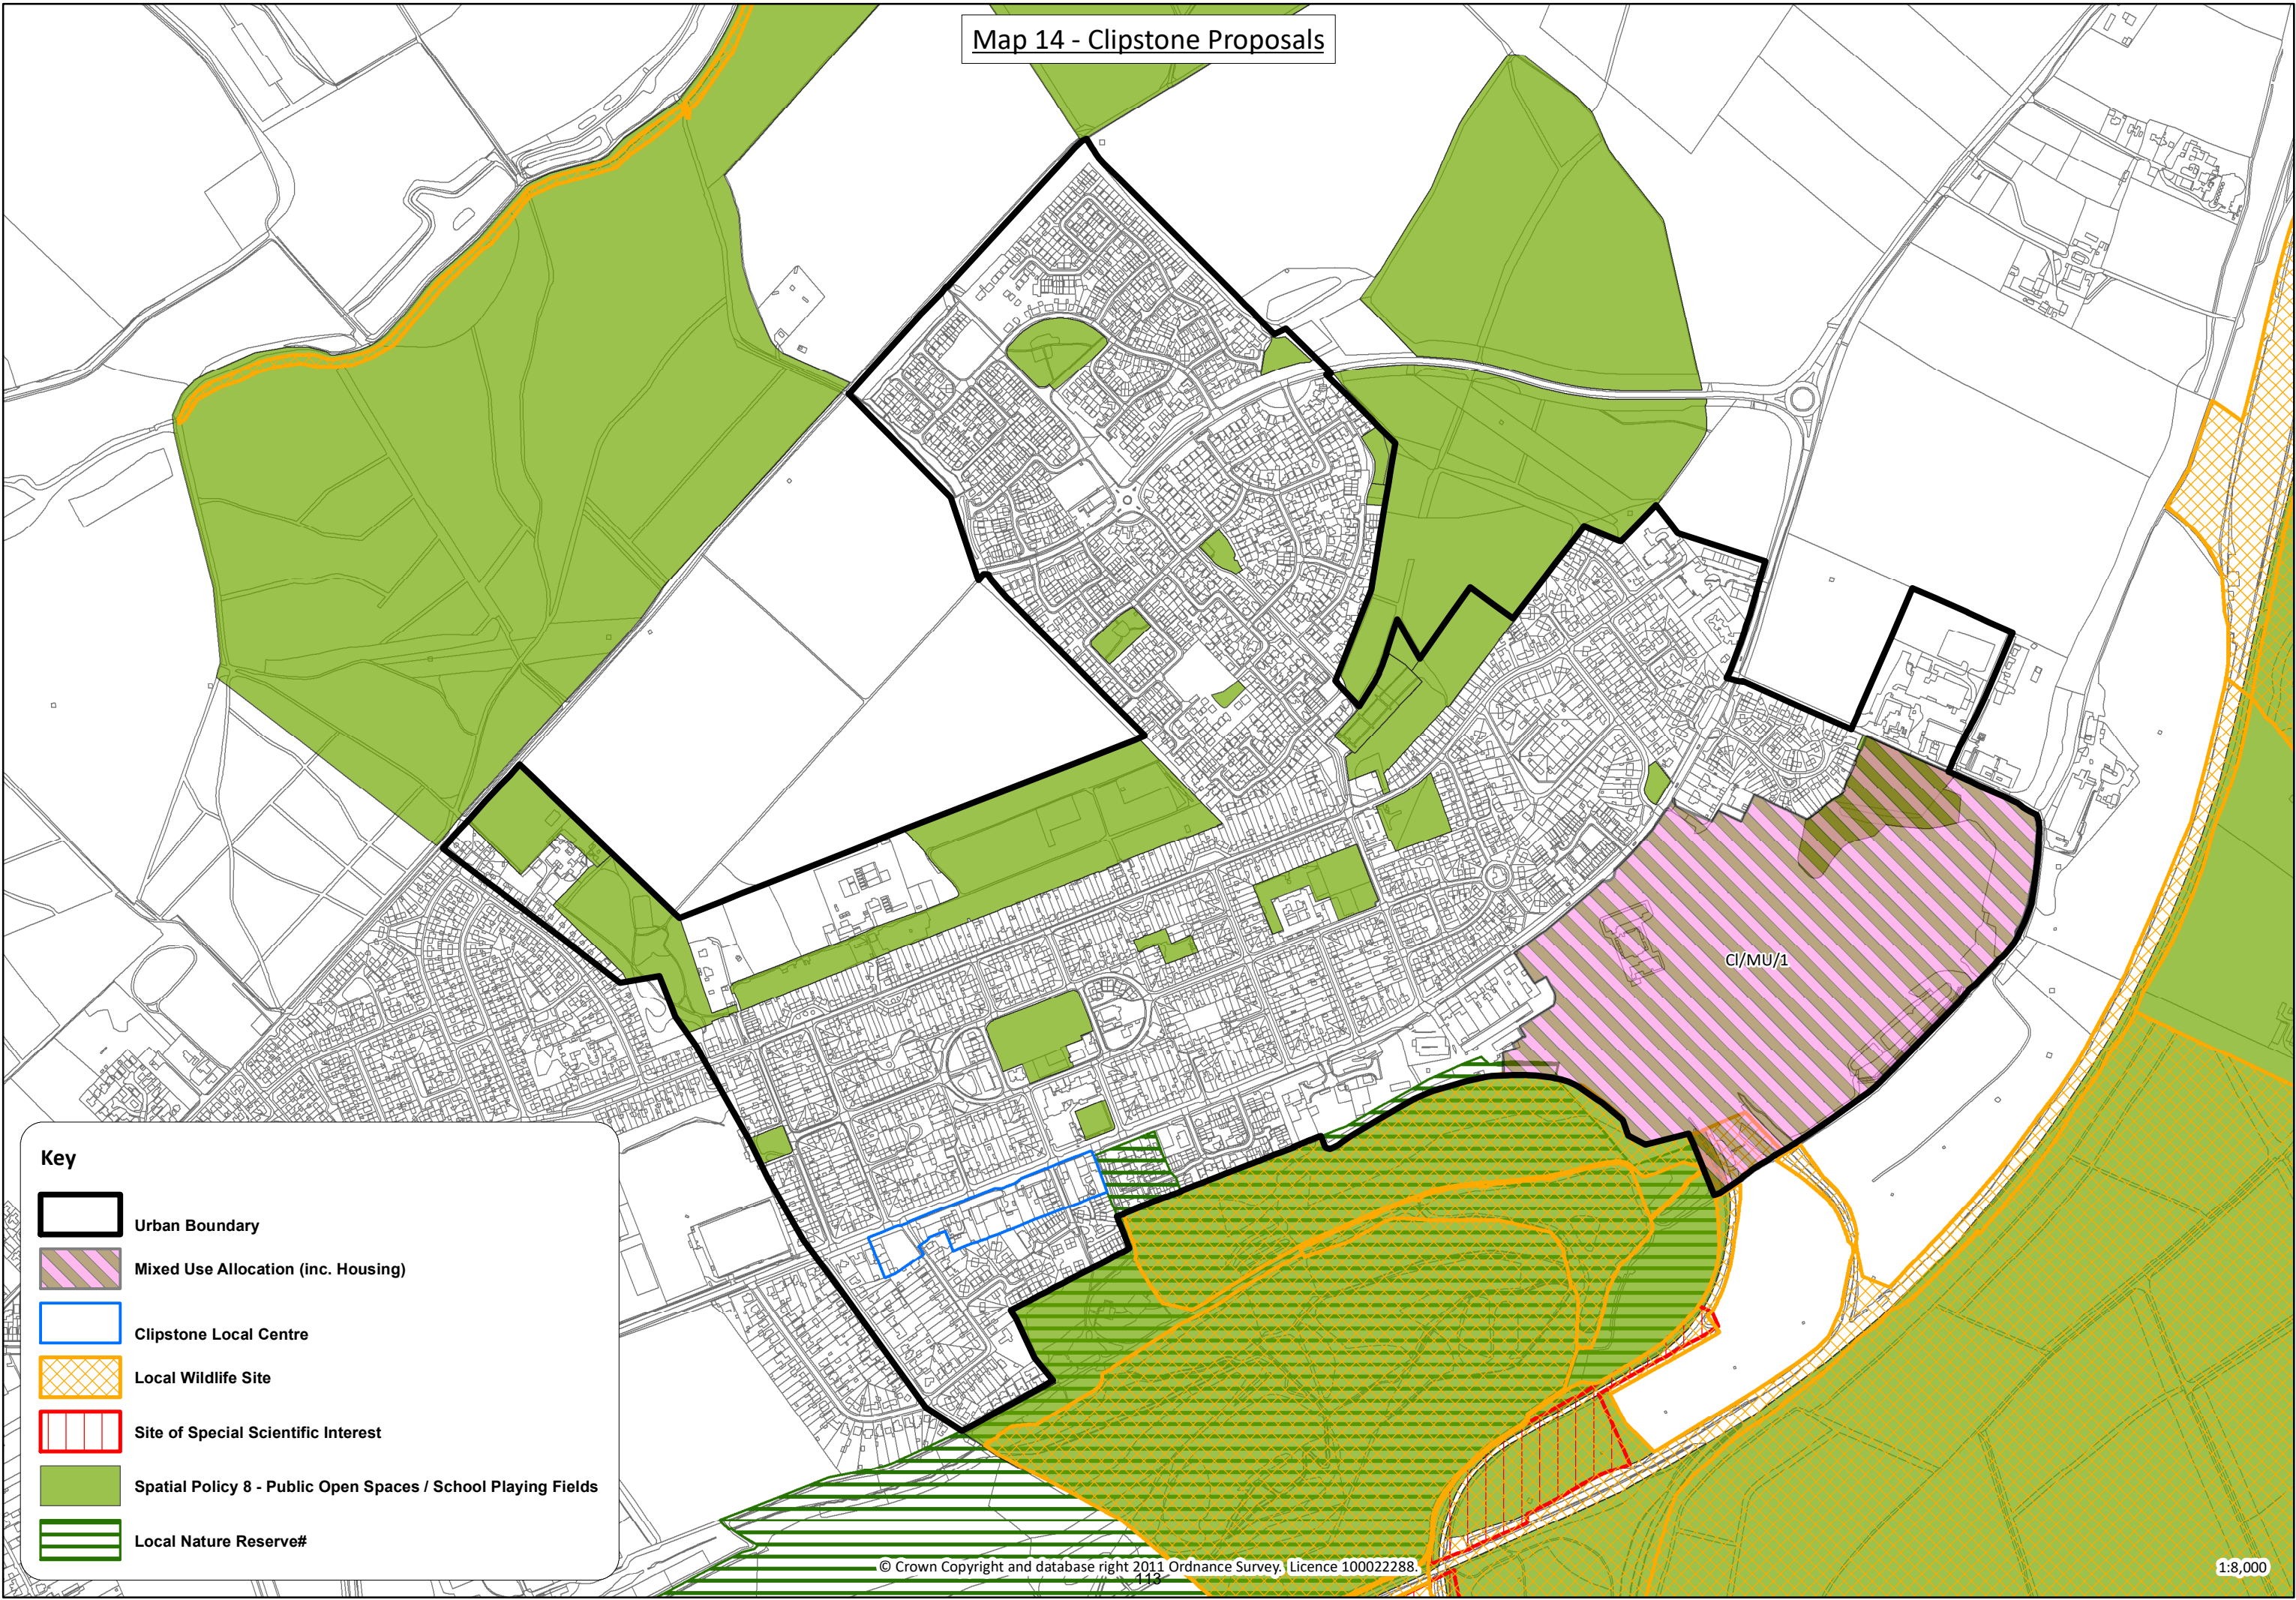 Map 14 - Clipstone Proposals
Cl/MU/1
Key
Urban Boundary
Mixed Use Allocation (inc. Housing)
Clipstone Local Centre
Local Wildlife Site
Site of Special Scientific Interest
Spatial Policy 8 - Public Open Spaces / School Playing Fields
Local Nature Reserve#
© Crown Copyright and database right 2011 Ordnance Survey. Licence 100022288.
113
1:8,000